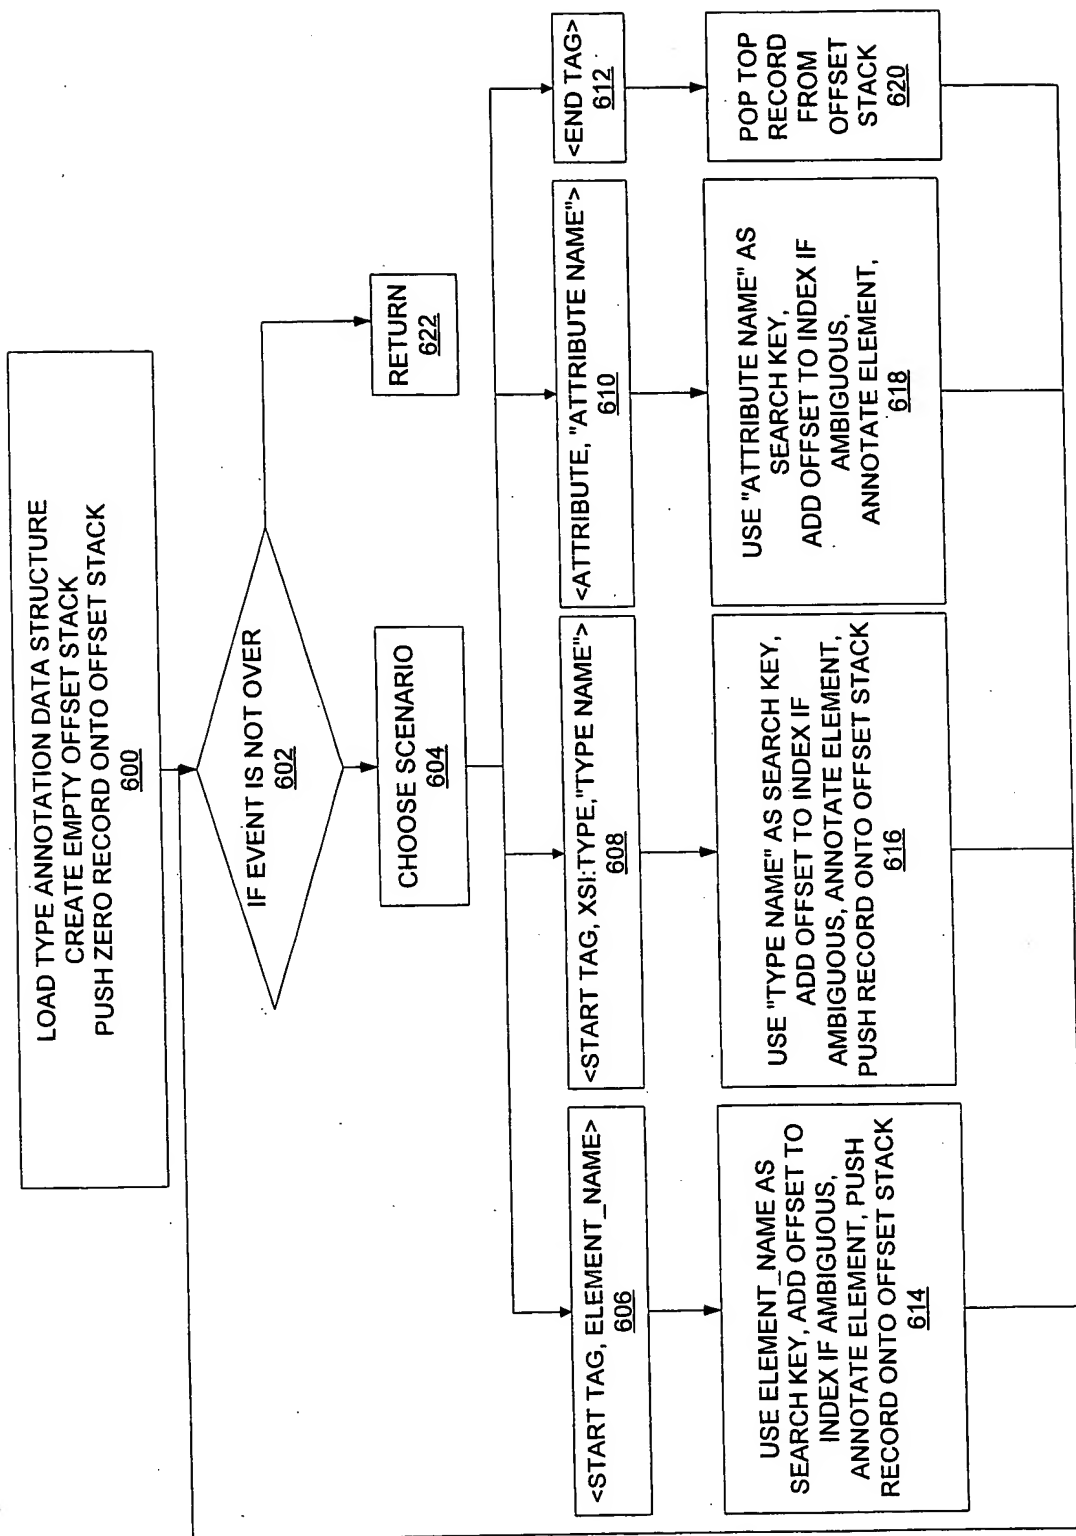 LOAD TYPE ANNOTATION DATA STRUCTURE
CREATE EMPTY OFFSET STACK
PUSH ZERO RECORD ONTO OFFSET STACK
600
IF EVENT IS NOT OVER
602
RETURN
622
CHOOSE SCENARIO
604
<START TAG, ELEMENT_NAME>
606
<START TAG, XSI:TYPE,"TYPE NAME">
608
<ATTRIBUTE, "ATTRIBUTE NAME">
610
<END TAG>
612
USE ELEMENT_NAME AS
SEARCH KEY, ADD OFFSET TO
INDEX IF AMBIGUOUS,
ANNOTATE ELEMENT, PUSH
RECORD ONTO OFFSET STACK
614
USE "TYPE NAME" AS SEARCH KEY,
ADD OFFSET TO INDEX IF
AMBIGUOUS, ANNOTATE ELEMENT,
PUSH RECORD ONTO OFFSET STACK
616
USE "ATTRIBUTE NAME" AS
SEARCH KEY,
ADD OFFSET TO INDEX IF
AMBIGUOUS,
ANNOTATE ELEMENT,
618
POP TOP
RECORD
FROM
OFFSET
STACK
620